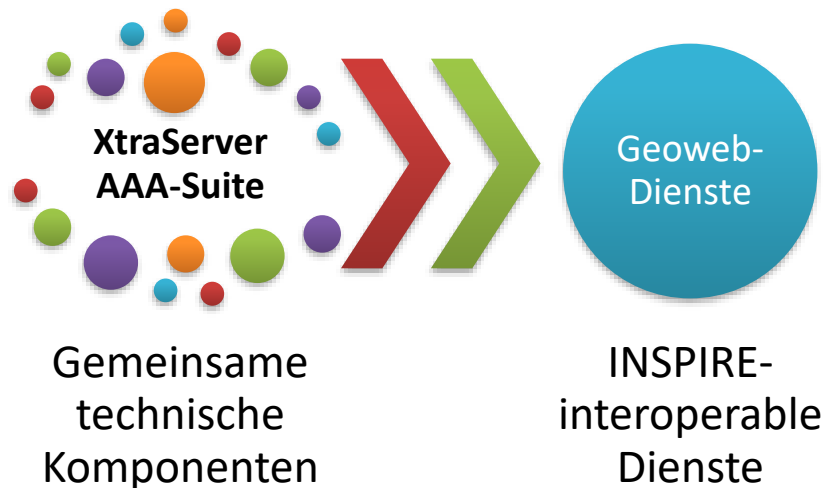 XtraServer
AAA-Suite
Geoweb-
Dienste
Gemeinsame
technische
Komponenten
INSPIRE-
interoperable
Dienste